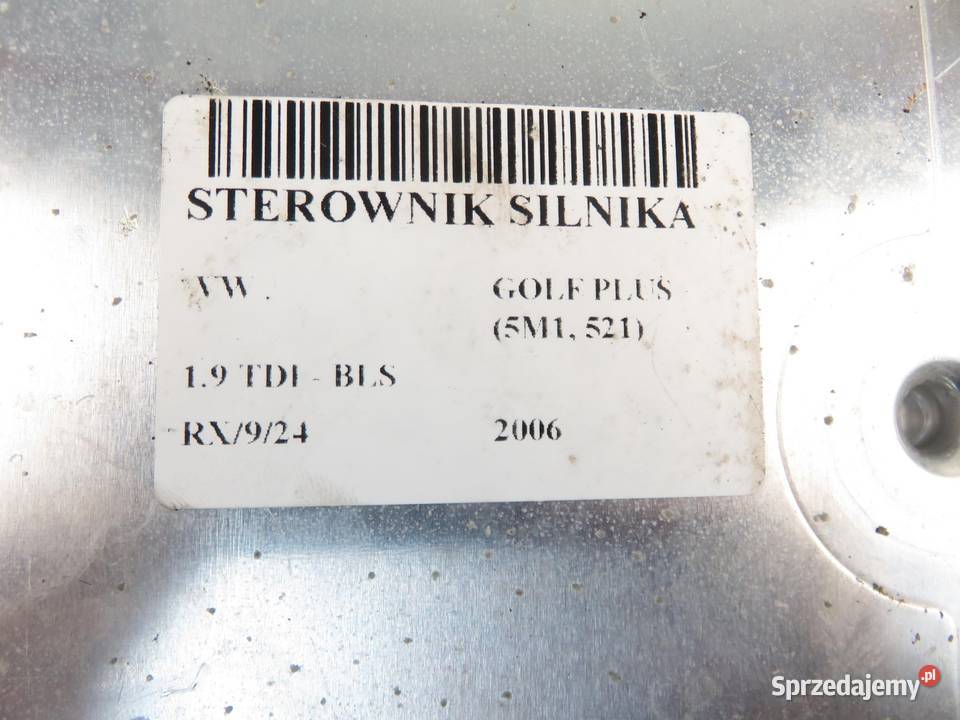 STEROWNIK SILNIKA
VW
GOLF PLUS
(5M1, 521)
1.9 TDI - BLS
RX/9/24
2006
Sprzedajemy.pl